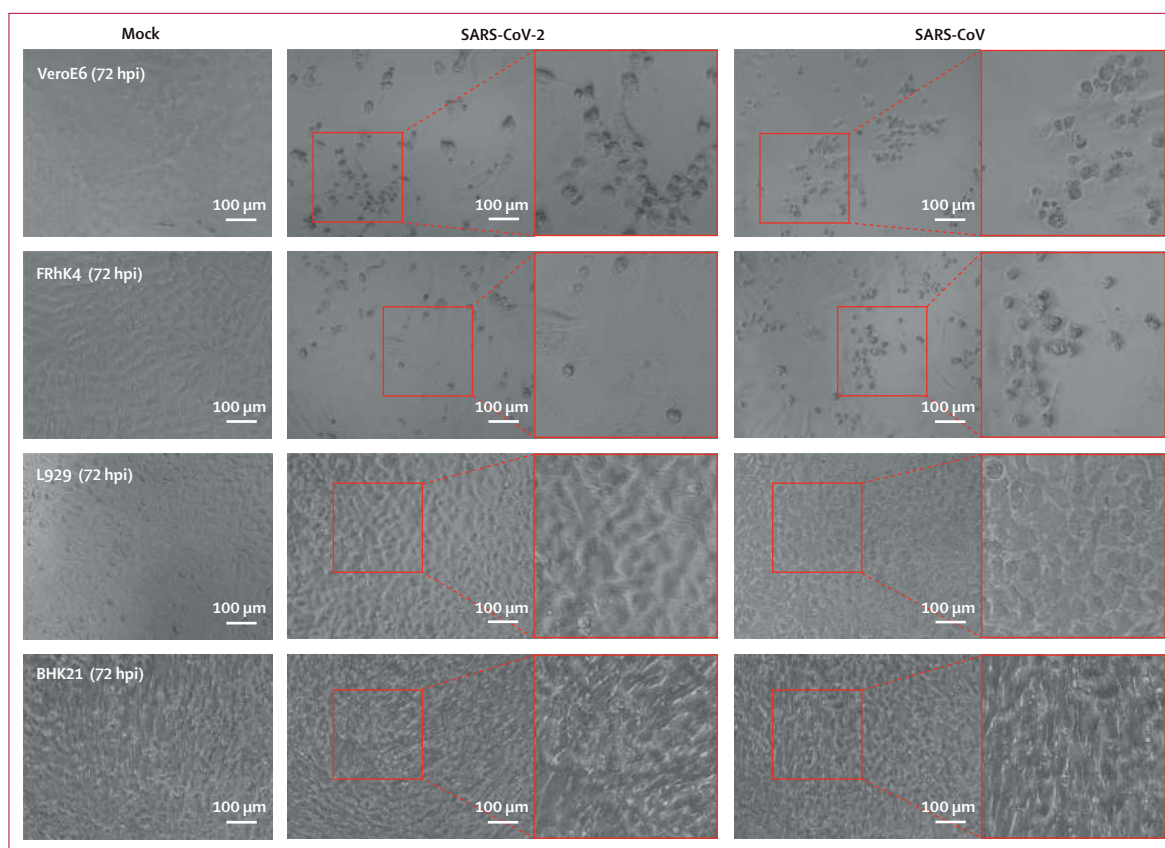 Mock
SARS-CoV-2
SARS-CoV
VeroE6 (72 hpi)
100 µm
100 µm
100 µm
FRhK4 (72 hpi)
100 µm
100 µm
100 µm
L929 (72 hpi)
100 µm
100 µm
100 µm
BHK21 (72 hpi)
100 µm
100 µm
100 µm